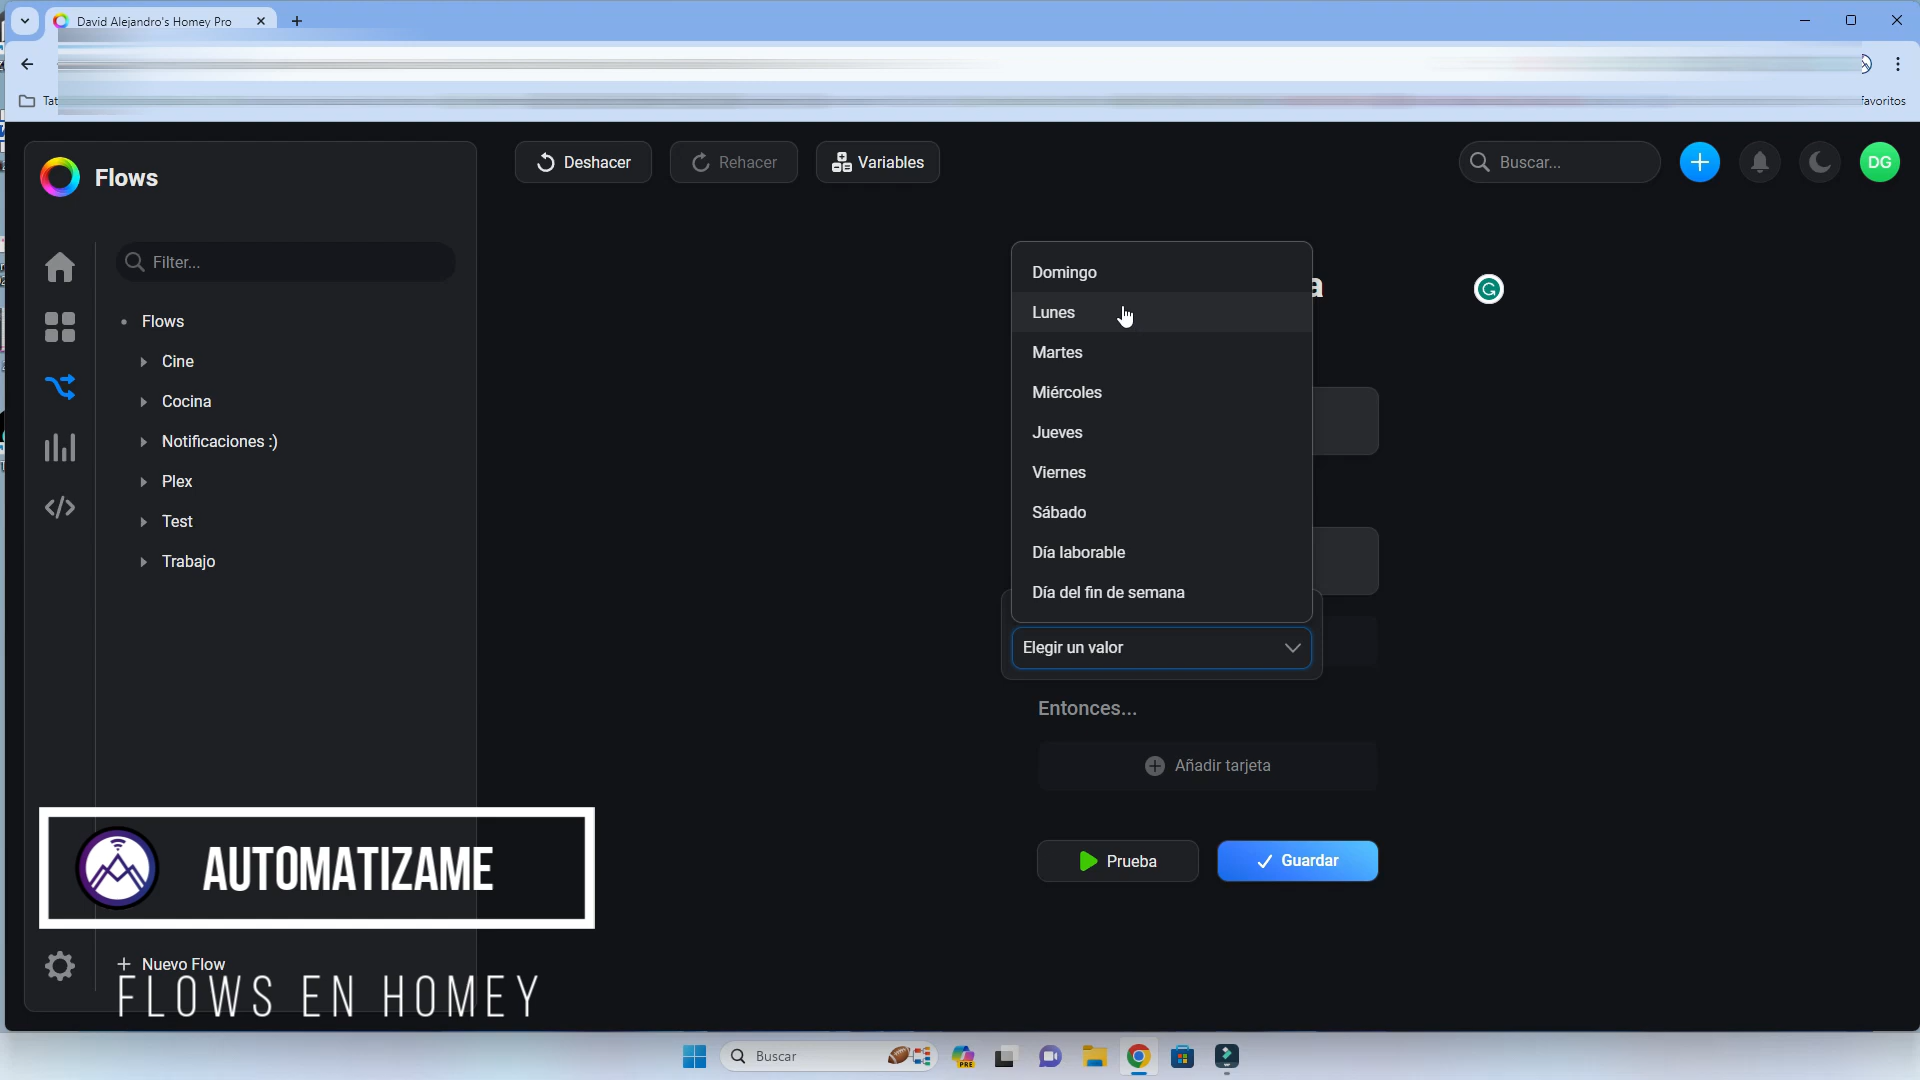 David Alejandro's Homey Pro
favoritos
Flows
Deshacer
Rehacer
Variables
Buscar...
DG
Filter...
Flows
Cine
Cocina
Notificaciones :)
Plex
Test
Trabajo
Domingo
Lunes
Martes
Miércoles
Jueves
Viernes
Sábado
Día laborable
Día del fin de semana
Elegir un valor
Entonces...
Añadir tarjeta
Prueba
Guardar
AUTOMATIZAME
Nuevo Flow
FLOWS EN HOMEY
Buscar
PRE